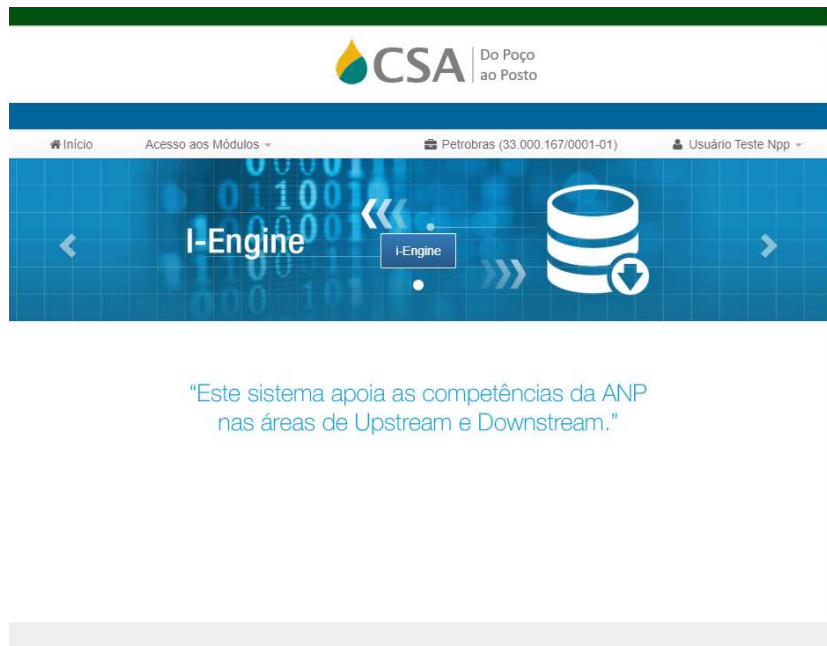 CSA
Do Poço
ao Posto
Início
Acesso aos Módulos
Petrobras (33.000.167/0001-01)
Usuário Teste Npp
I-Engine
i-Engine
“Este sistema apoia as competências da ANP
nas áreas de Upstream e Downstream.”